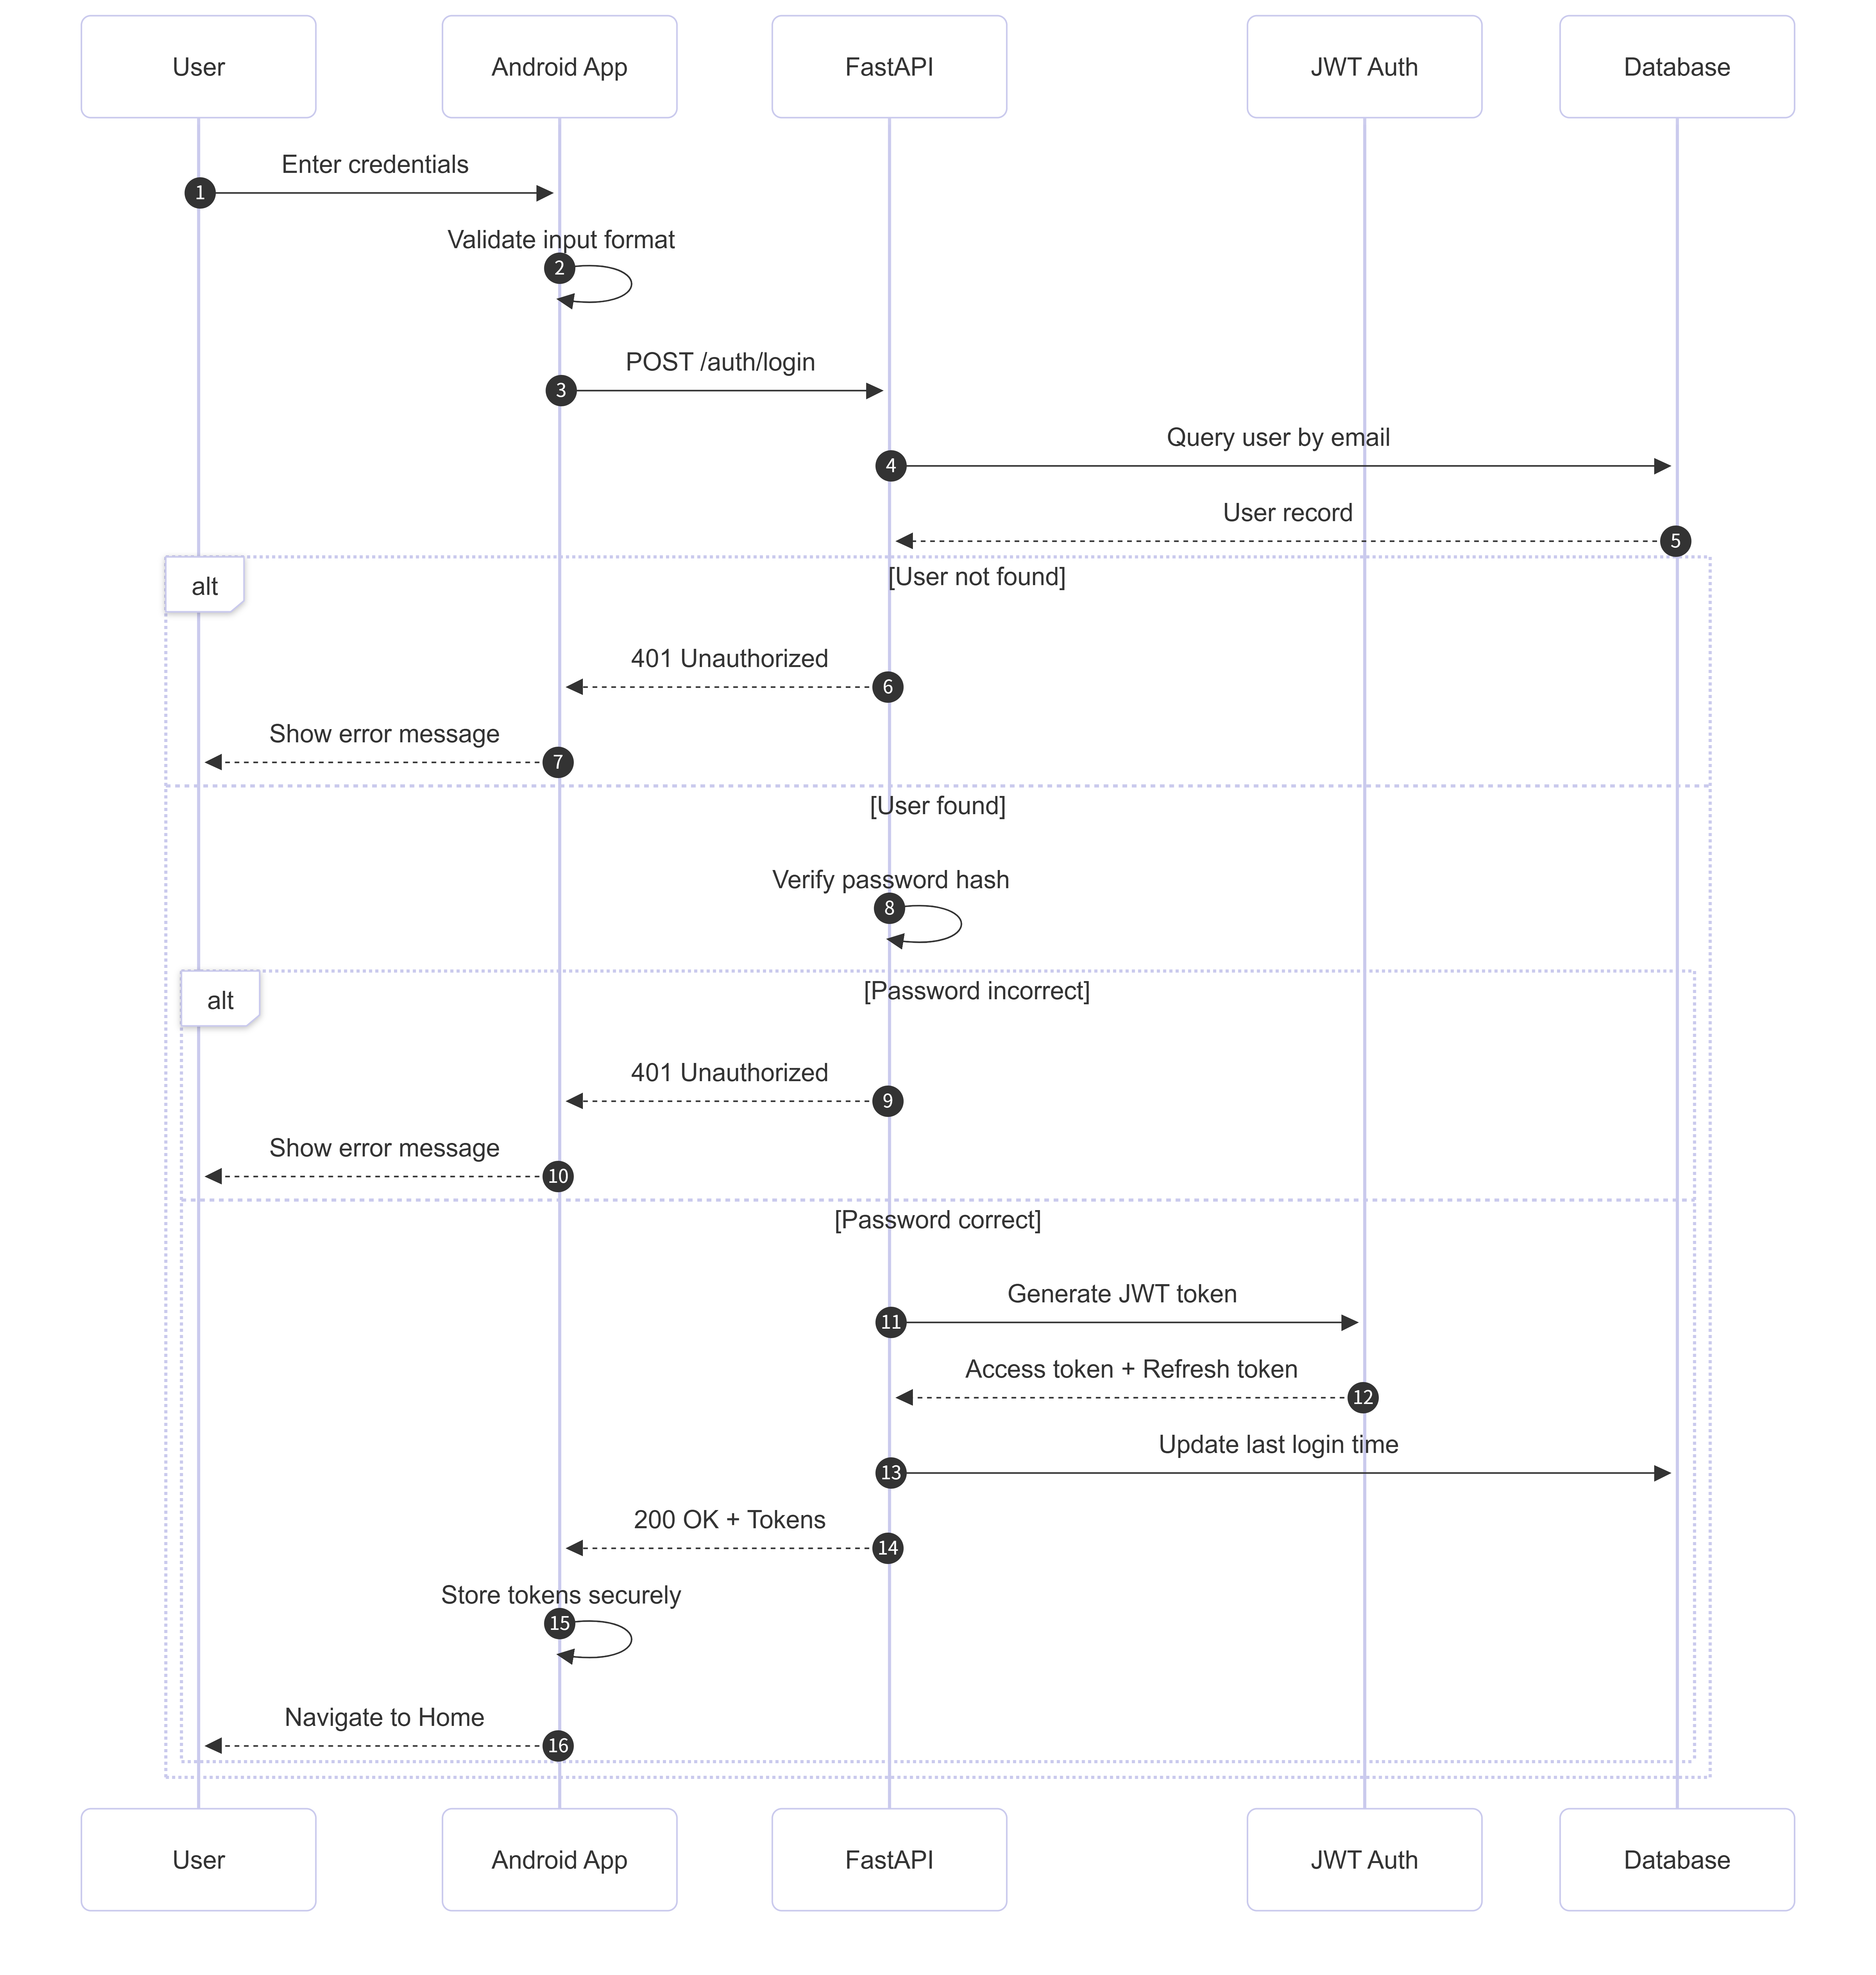 User
Android App
FastAPI
JWT Auth
Database
Enter credentials
1
Validate input format
2
POST /auth/login
3
Query user by email
4
User record
5
alt
[User not found]
401 Unauthorized
6
Show error message
7
[User found]
Verify password hash
8
alt
[Password incorrect]
401 Unauthorized
9
Show error message
10
[Password correct]
Generate JWT token
11
Access token + Refresh token
12
Update last login time
13
200 OK + Tokens
14
Store tokens securely
15
Navigate to Home
16
User
Android App
FastAPI
JWT Auth
Database